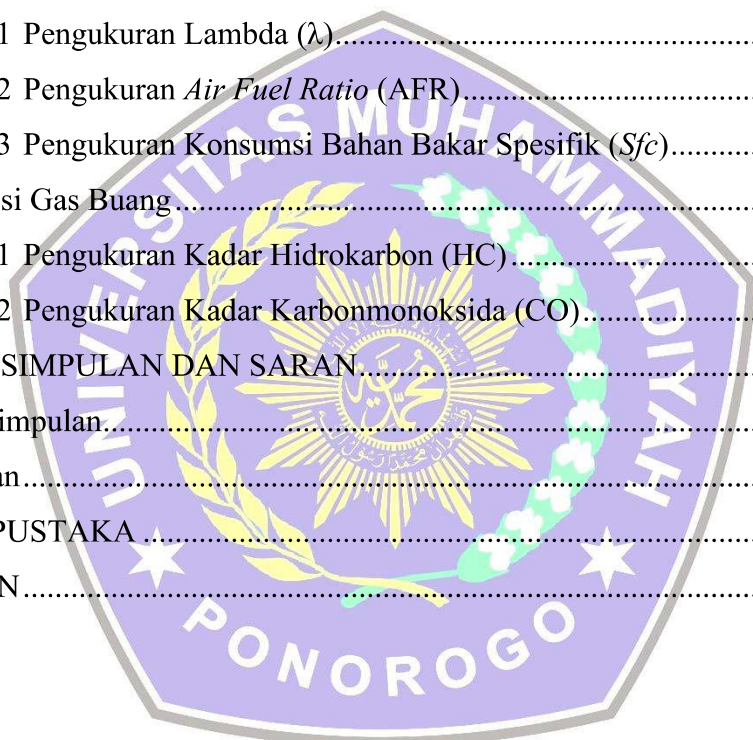 1 Pengukuran Lambda (λ)
2 Pengukuran Air Fuel Ratio (AFR)
3 Pengukuran Konsumsi Bahan Bakar Spesifik (Sfc)
si Gas Buang
1 Pengukuran Kadar Hidrokarbon (HC)
2 Pengukuran Kadar Karbonmonoksida (CO)
SIMPULAN DAN SARAN
impulan
an
PUSTAKA
N
UNIVERSITAS MUHAMMADIYAH
PONOROGO